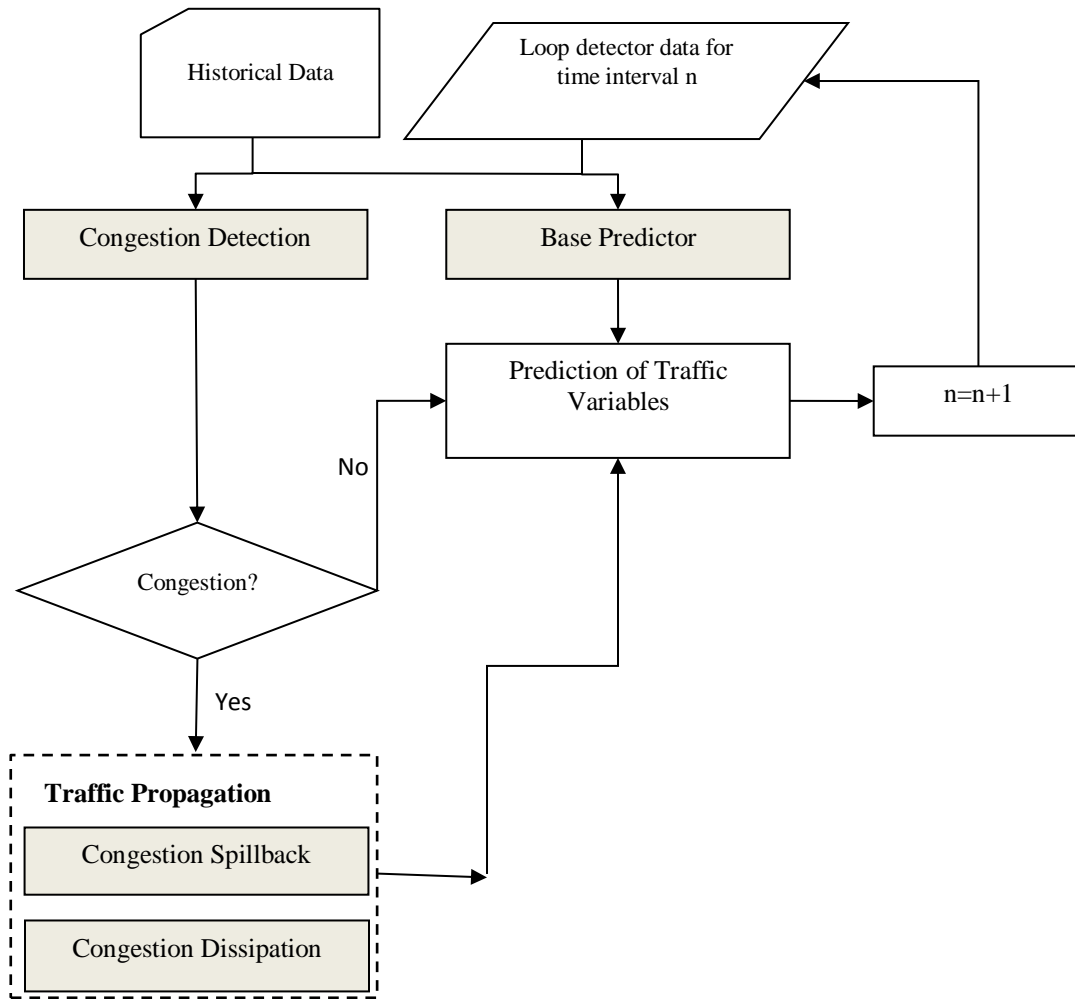 Historical Data
Loop detector data for
time interval n
Congestion Detection
Base Predictor
Prediction of Traffic
Variables
n=n+1
No
Congestion?
Yes
Traffic Propagation
Congestion Spillback
Congestion Dissipation